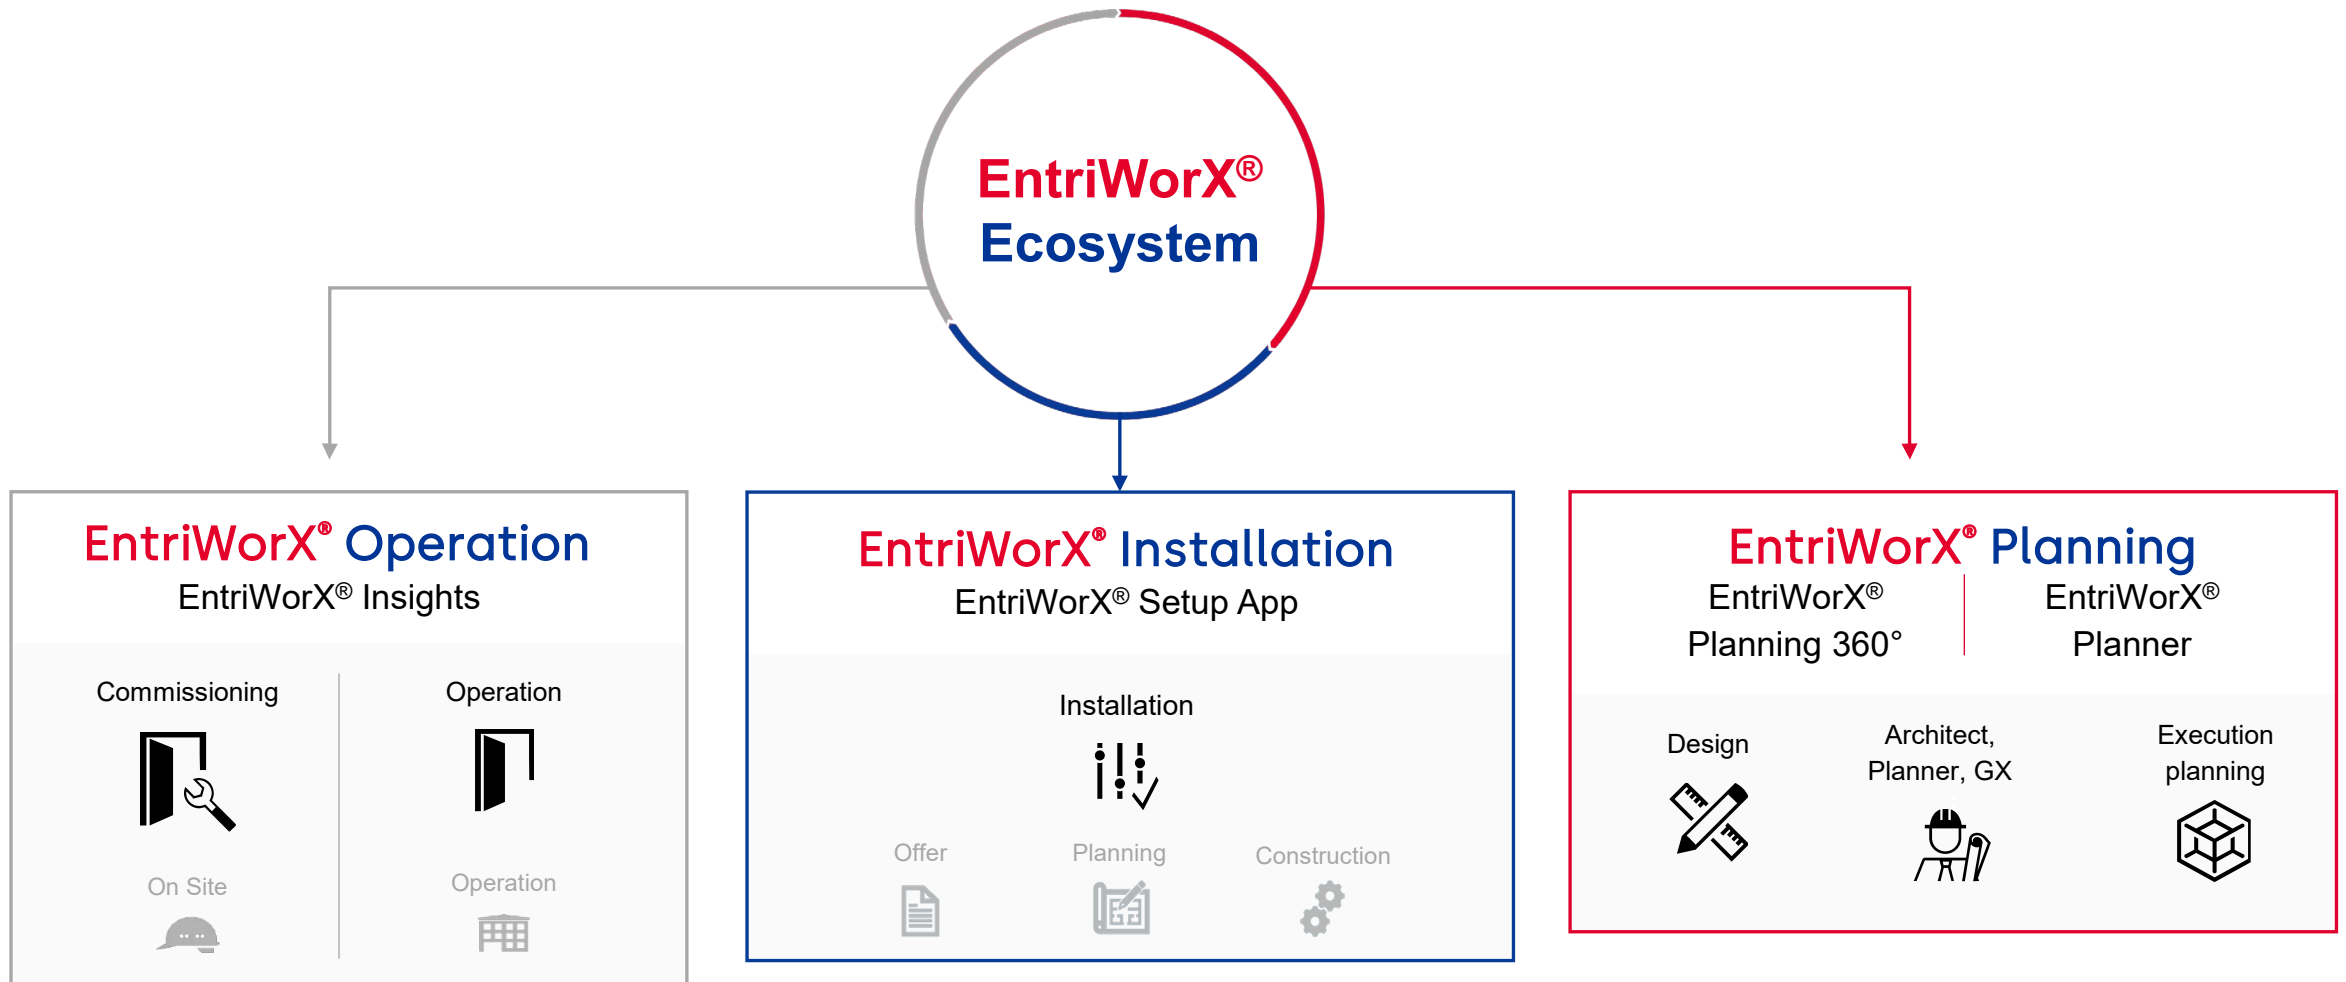 EntriWorX®
Ecosystem
EntriWorX® Operation
EntriWorX® Insights
Commissioning
Operation
On Site
Operation
EntriWorX® Installation
EntriWorX® Setup App
Installation
Offer
Planning
Construction
EntriWorX® Planning
EntriWorX®
Planning 360°
EntriWorX®
Planner
Design
Architect,
Planner, GX
Execution
planning